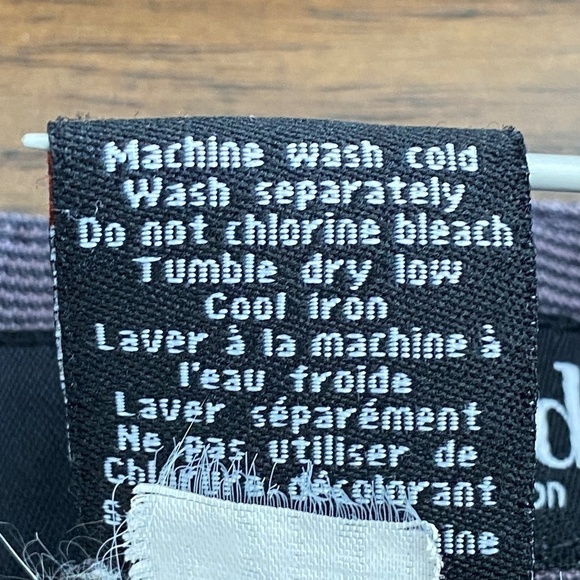 Machine wash cold
Wash separately
Do not chlorine bleach
Tumble dry low
Cool iron
Laver à la machine à
l'eau froide
Laver séparément
Ne pas utiliser de
Chlorine décolorant